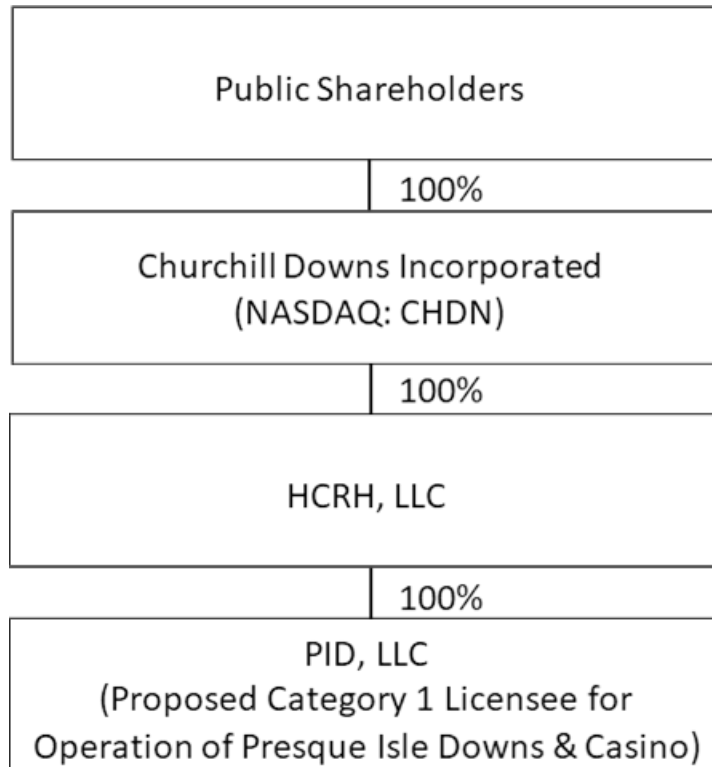 Public Shareholders
100%
Churchill Downs Incorporated
(NASDAQ: CHDN)
100%
HCRH, LLC
100%
PID, LLC
(Proposed Category 1 Licensee for
Operation of Presque Isle Downs & Casino)